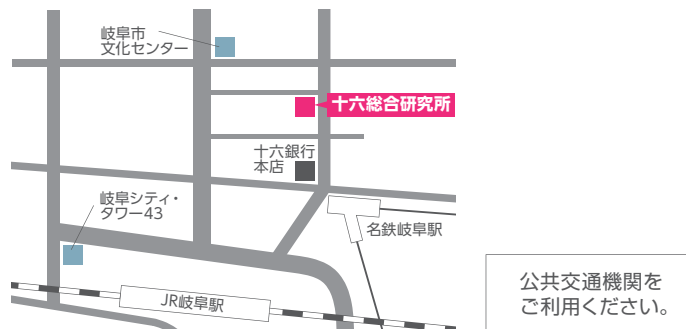 岐阜市
文化センター
十六総合研究所
十六銀行
本店
岐阜シティ・
タワー43
名鉄岐阜駅
JR岐阜駅
公共交通機関を
ご利用ください。